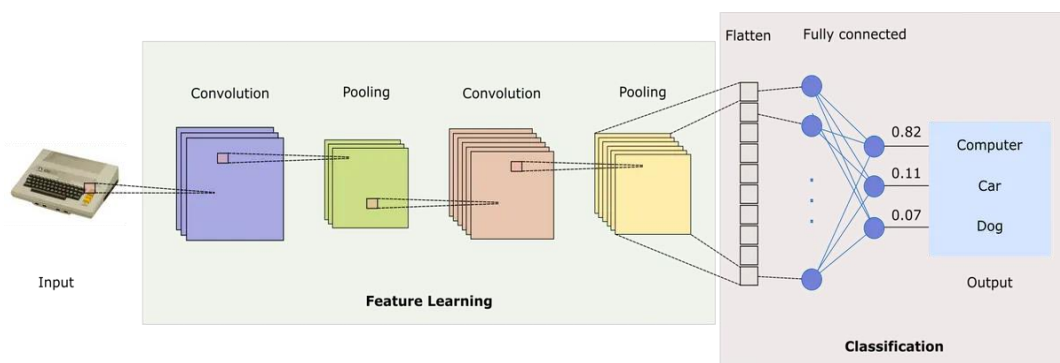 Flatten
Fully connected
Convolution
Pooling
Convolution
Pooling
0.82
Computer
0.11
Car
0.07
Dog
Input
Output
Feature Learning
Classification